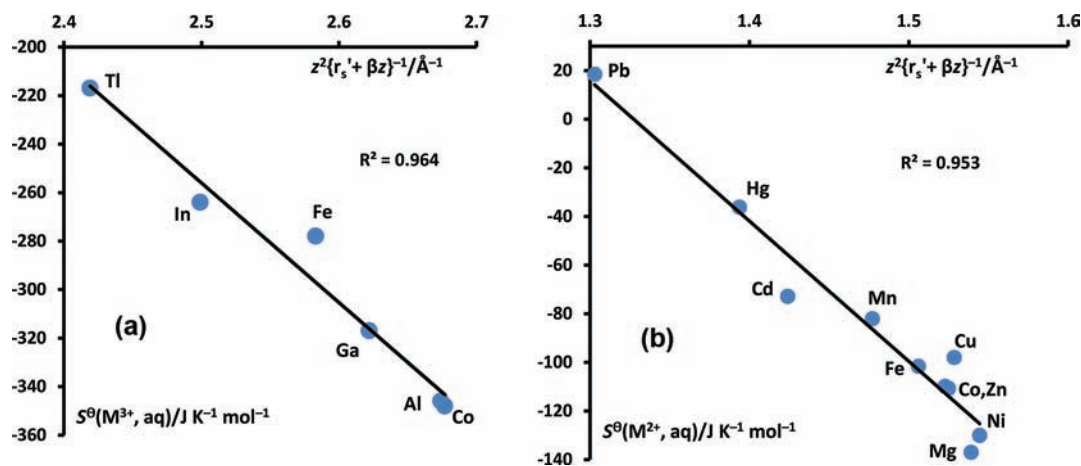 2.4 2.5 2.6 2.7
z²{rₛ'+ βz}⁻¹/Å⁻¹
-200
-220
-240
-260
-280
-300
-320
-340
-360
Tl
R² = 0.964
In
Fe
(a)
Ga
Al
Co
S^θ(M³⁺, aq)/J K⁻¹ mol⁻¹
1.3 1.4 1.5 1.6
z²{rₛ'+ βz}⁻¹/Å⁻¹
20
0
-20
-40
-60
-80
-100
-120
-140
Pb
R² = 0.953
Hg
Cd
Mn
(b)
Cu
Fe
Co,Zn
Ni
Mg
S^θ(M²⁺, aq)/J K⁻¹ mol⁻¹